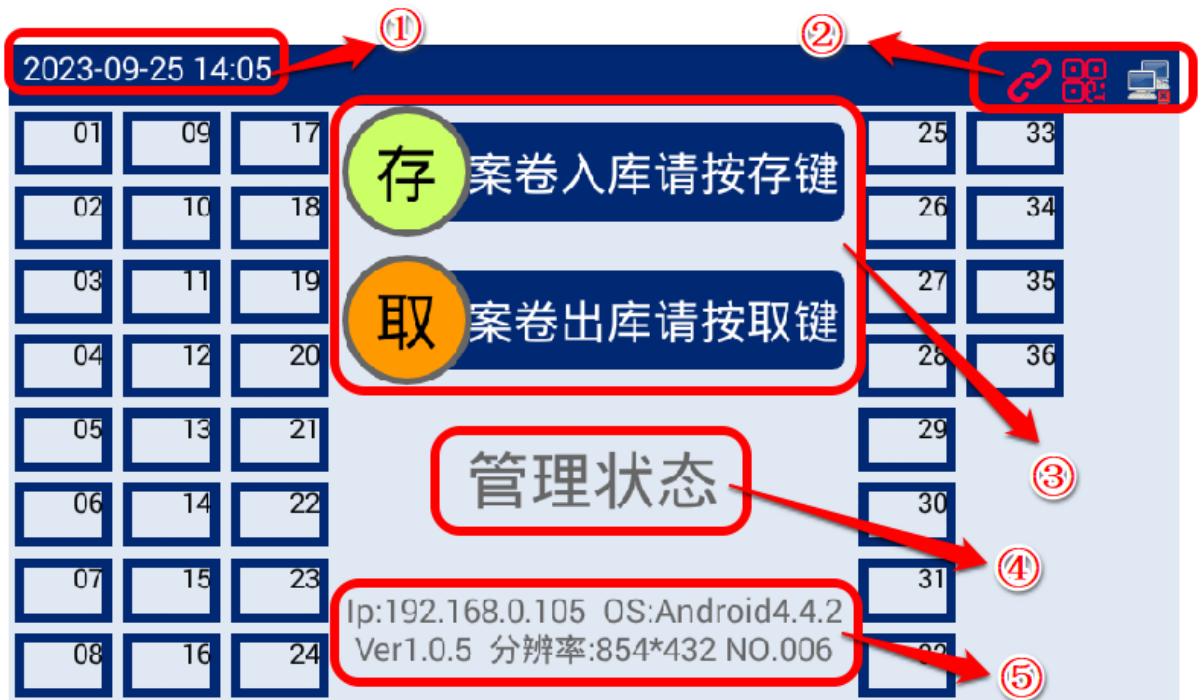 ①
②
2023-09-25 14:05
01 09 17 存 案卷入库请按存键 25 33
02 10 18 26 34
03 11 19 取 案卷出库请按取键 27 35
04 12 20 28 36
05 13 21 29
管理状态 ③
06 14 22 30
④
07 15 23 31
Ip:192.168.0.105 OS:Android4.4.2
Ver1.0.5 分辨率:854*432 NO.006
08 16 24 32
⑤